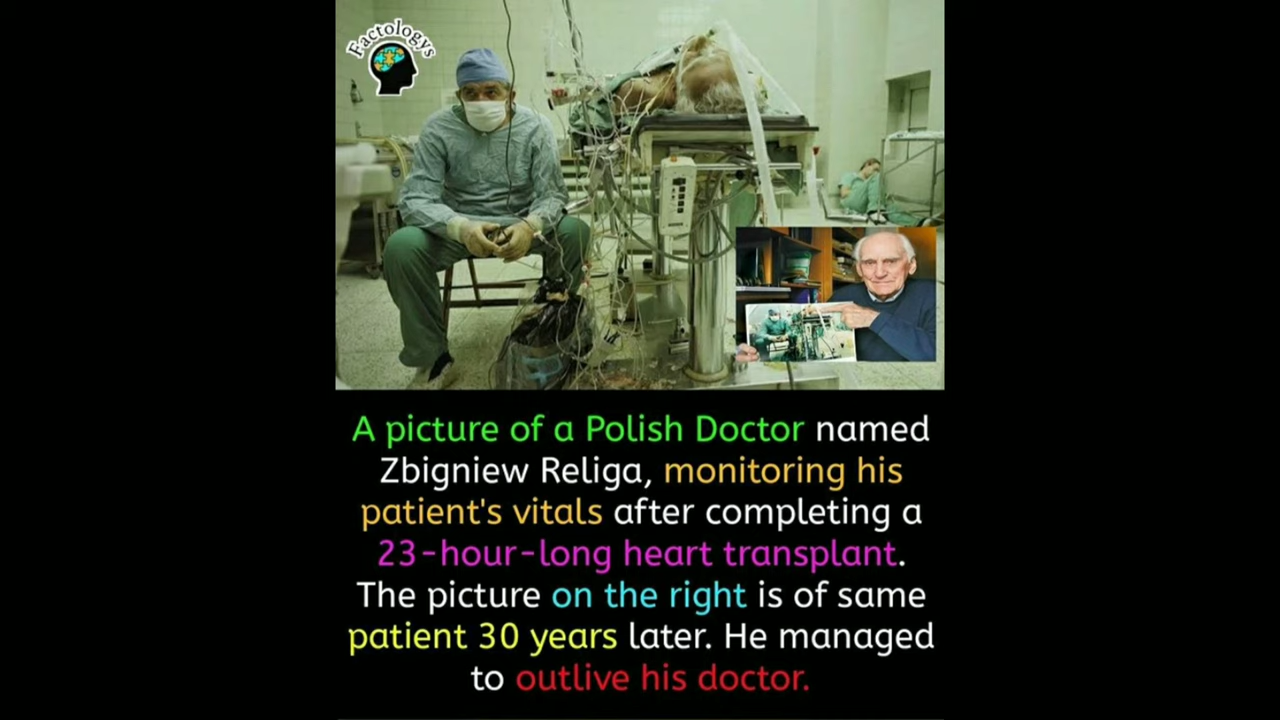 Factologys
A picture of a Polish Doctor named
Zbigniew Religa, monitoring his
patient's vitals after completing a
23-hour-long heart transplant.
The picture on the right is of same
patient 30 years later. He managed
to outlive his doctor.